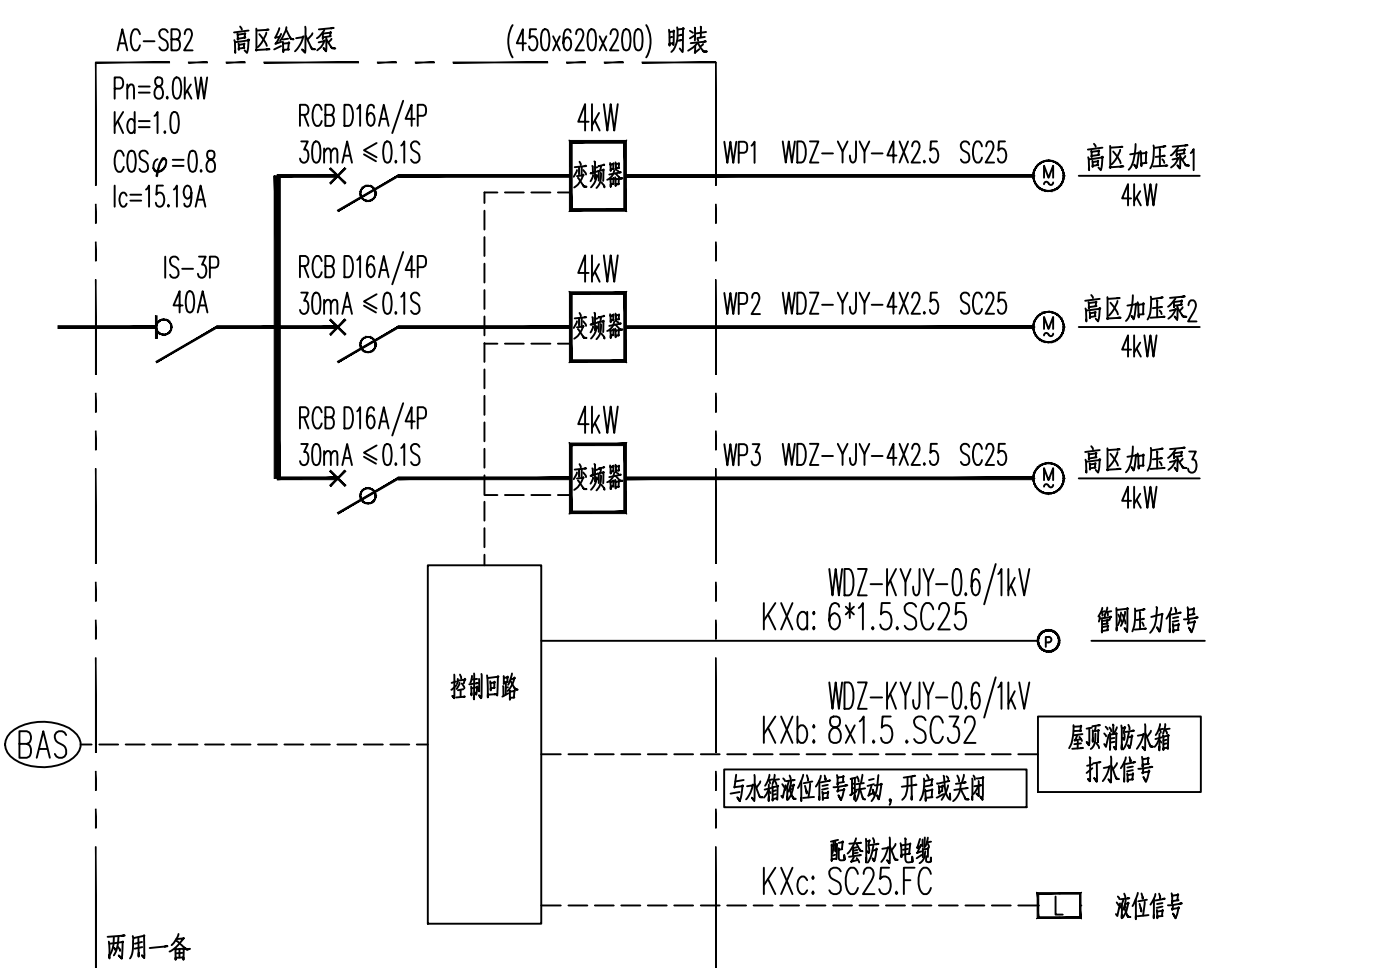 AC-SB2 高区给水泵 (450x620x200) 明装
Pn=8.0kW
Kd=1.0
COSφ=0.8
Ic=15.19A
IS-3P
40A
RCB D16A/4P
30mA ≤0.1S
4kW
变频器
WP1 WDZ-YJY-4X2.5 SC25
M
~
高区加压泵1
4kW
RCB D16A/4P
30mA ≤0.1S
4kW
变频器
WP2 WDZ-YJY-4X2.5 SC25
M
~
高区加压泵2
4kW
RCB D16A/4P
30mA ≤0.1S
4kW
变频器
WP3 WDZ-YJY-4X2.5 SC25
M
~
高区加压泵3
4kW
控制回路
WDZ-KYJY-0.6/1kV
KXa: 6*1.5.SC25
P
管网压力信号
BAS
WDZ-KYJY-0.6/1kV
KXb: 8x1.5 .SC32
屋顶消防水箱
打水信号
与水箱液位信号联动,开启或关闭
配套防水电缆
KXc: SC25.FC
L
液位信号
两用一备